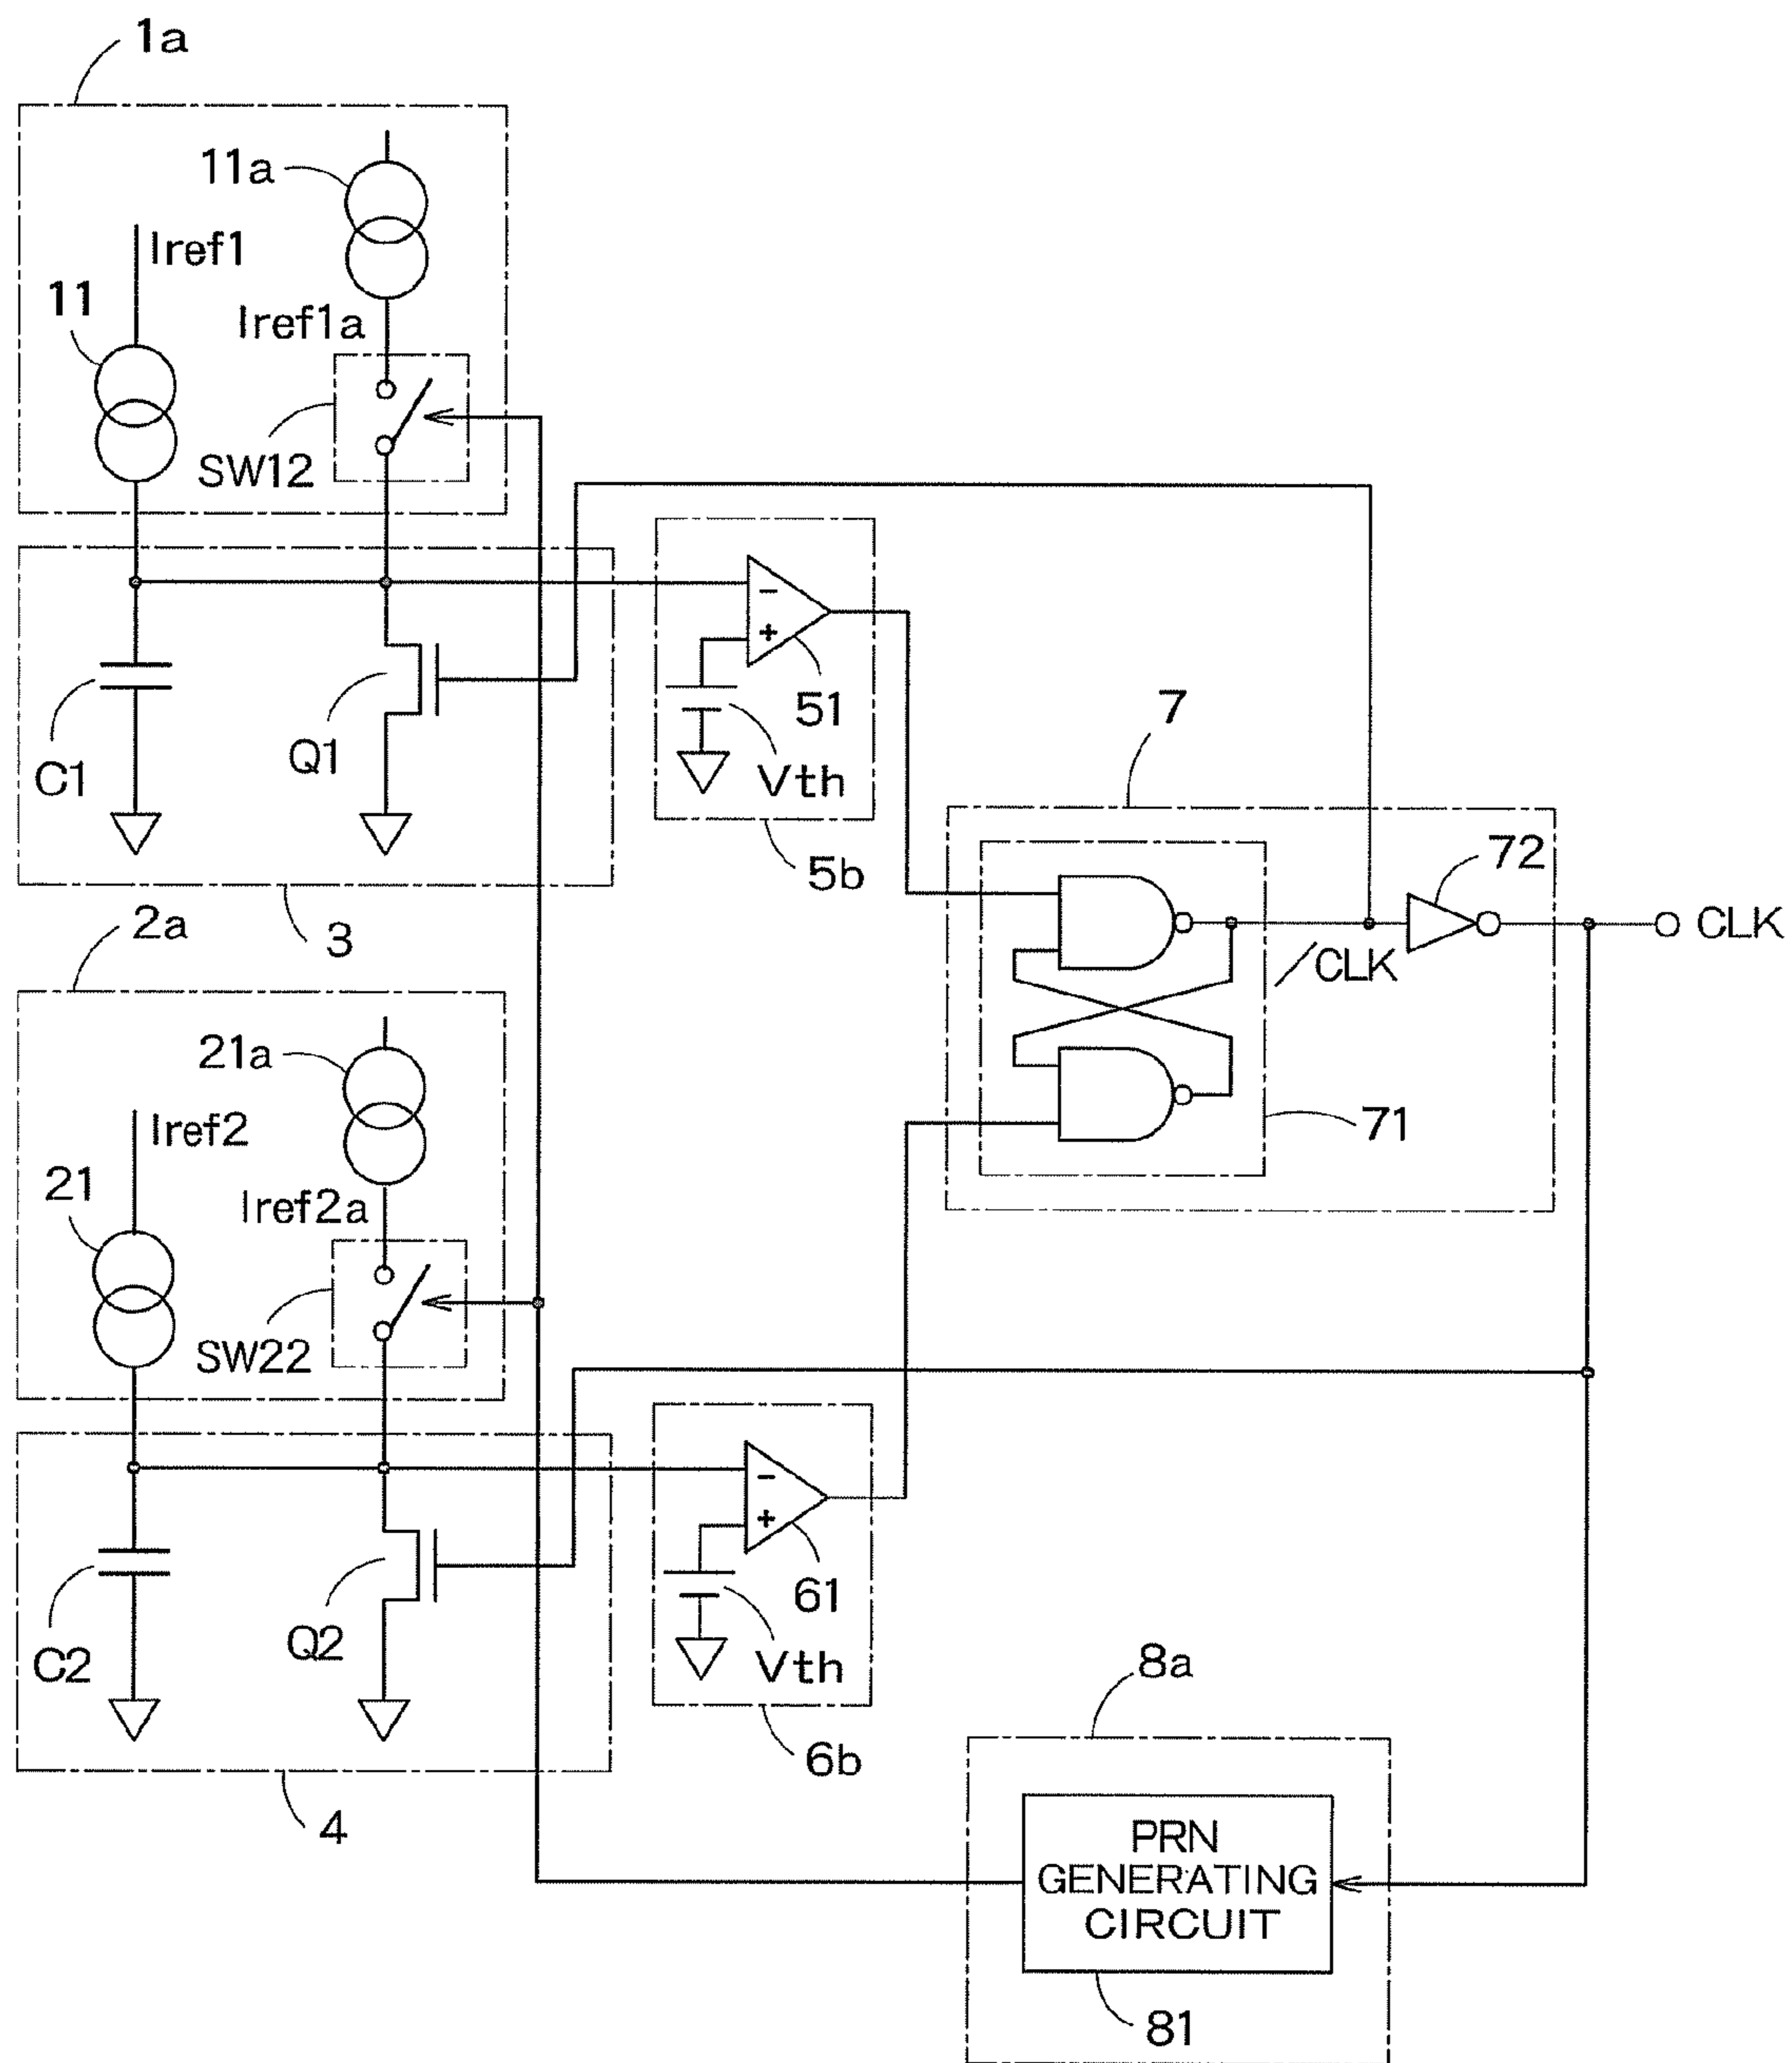 1a
11a
Iref1
11
Iref1a
SW12
-
+
51
Vth
C1
Q1
5b
7
72
2a
3
CLK
/CLK
21a
Iref2
71
21
Iref2a
SW22
-
+
61
Vth
C2
Q2
8a
6b
4
PRN
GENERATING
CIRCUIT
81